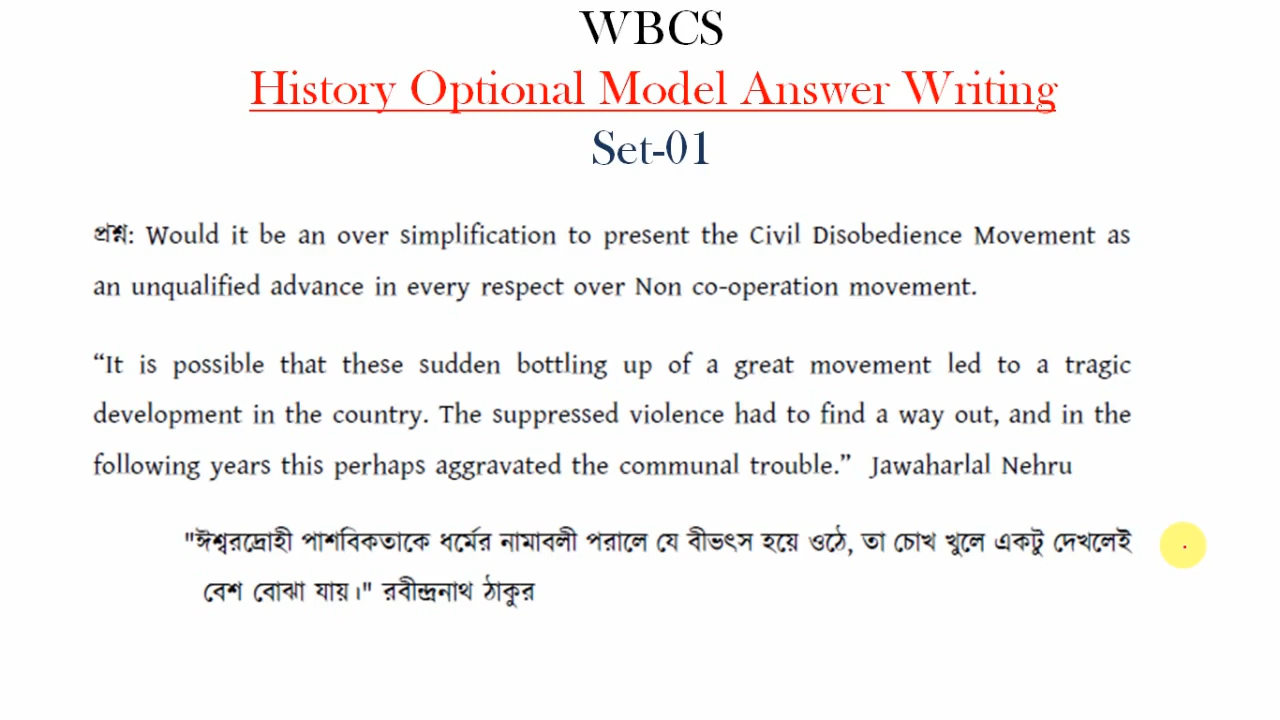 WBCS
History Optional Model Answer Writing
Set-01
প্রশ্ন: Would it be an over simplification to present the Civil Disobedience Movement as
an unqualified advance in every respect over Non co-operation movement.
“It is possible that these sudden bottling up of a great movement led to a tragic
development in the country. The suppressed violence had to find a way out, and in the
following years this perhaps aggravated the communal trouble.” Jawaharlal Nehru
"ঈশ্বরদ্রোহী পাশবিকতাকে ধর্মের নামাবলী পরালে যে বীভৎস হয়ে ওঠে, তা চোখ খুলে একটু দেখলেই
বেশ বোঝা যায়।" রবীন্দ্রনাথ ঠাকুর